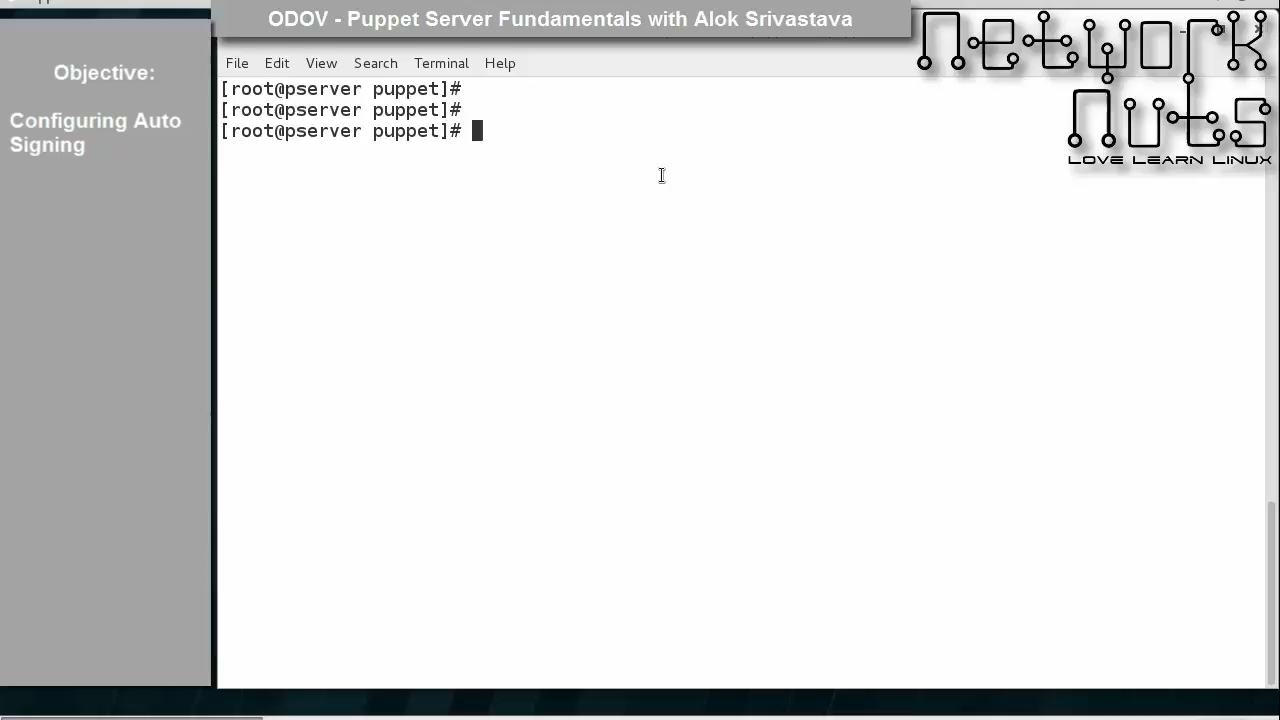 ODOV - Puppet Server Fundamentals with Alok Srivastava
network
nuts
LOVE LEARN LINUX
Objective:
Configuring Auto
Signing
File Edit View Search Terminal Help
[root@pserver puppet]#
[root@pserver puppet]#
[root@pserver puppet]#